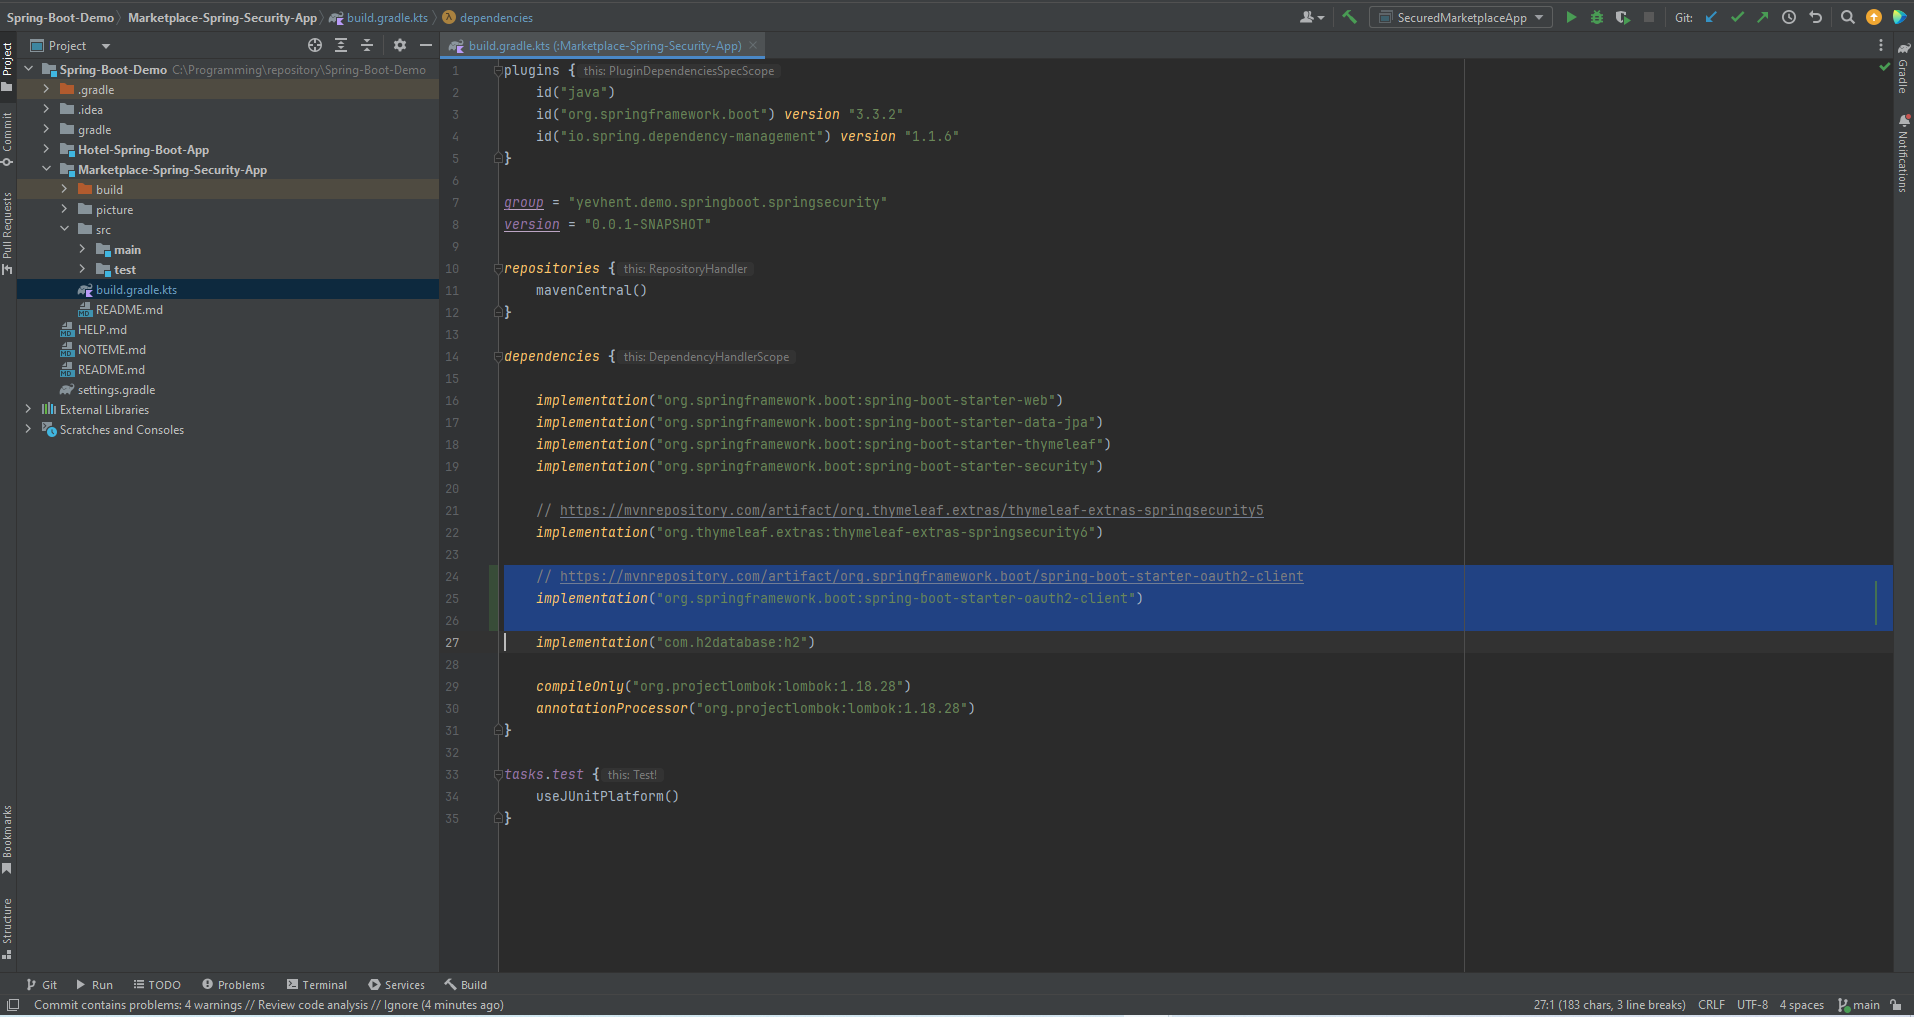 Spring-Boot-Demo Marketplace-Spring-Security-App build.gradle.kts dependencies
SecuredMarketplaceApp
Git:
Project
build.gradle.kts (:Marketplace-Spring-Security-App)
Project
Commit
Pull Requests
Bookmarks
Structure
Spring-Boot-Demo C:\Programming\repository\Spring-Boot-Demo
.gradle
.idea
gradle
Hotel-Spring-Boot-App
Marketplace-Spring-Security-App
build
picture
src
main
test
build.gradle.kts
README.md
HELP.md
NOTEME.md
README.md
settings.gradle
External Libraries
Scratches and Consoles
1 plugins { this: PluginDependenciesSpecScope
2 id("java")
3 id("org.springframework.boot") version "3.3.2"
4 id("io.spring.dependency-management") version "1.1.6"
5 }
6
7 group = "yevhent.demo.springboot.springsecurity"
8 version = "0.0.1-SNAPSHOT"
9
10 repositories { this: RepositoryHandler
11 mavenCentral()
12 }
13
14 dependencies { this: DependencyHandlerScope
15
16 implementation("org.springframework.boot:spring-boot-starter-web")
17 implementation("org.springframework.boot:spring-boot-starter-data-jpa")
18 implementation("org.springframework.boot:spring-boot-starter-thymeleaf")
19 implementation("org.springframework.boot:spring-boot-starter-security")
20
21 // https://mvnrepository.com/artifact/org.thymeleaf.extras/thymeleaf-extras-springsecurity5
22 implementation("org.thymeleaf.extras:thymeleaf-extras-springsecurity6")
23
24 // https://mvnrepository.com/artifact/org.springframework.boot/spring-boot-starter-oauth2-client
25 implementation("org.springframework.boot:spring-boot-starter-oauth2-client")
26
27 implementation("com.h2database:h2")
28
29 compileOnly("org.projectlombok:lombok:1.18.28")
30 annotationProcessor("org.projectlombok:lombok:1.18.28")
31 }
32
33 tasks.test { this: Test!
34 useJUnitPlatform()
35 }
Gradle
Notifications
Git Run TODO Problems Terminal Services Build
Commit contains problems: 4 warnings // Review code analysis // Ignore (4 minutes ago)
27:1 (183 chars, 3 line breaks) CRLF UTF-8 4 spaces main